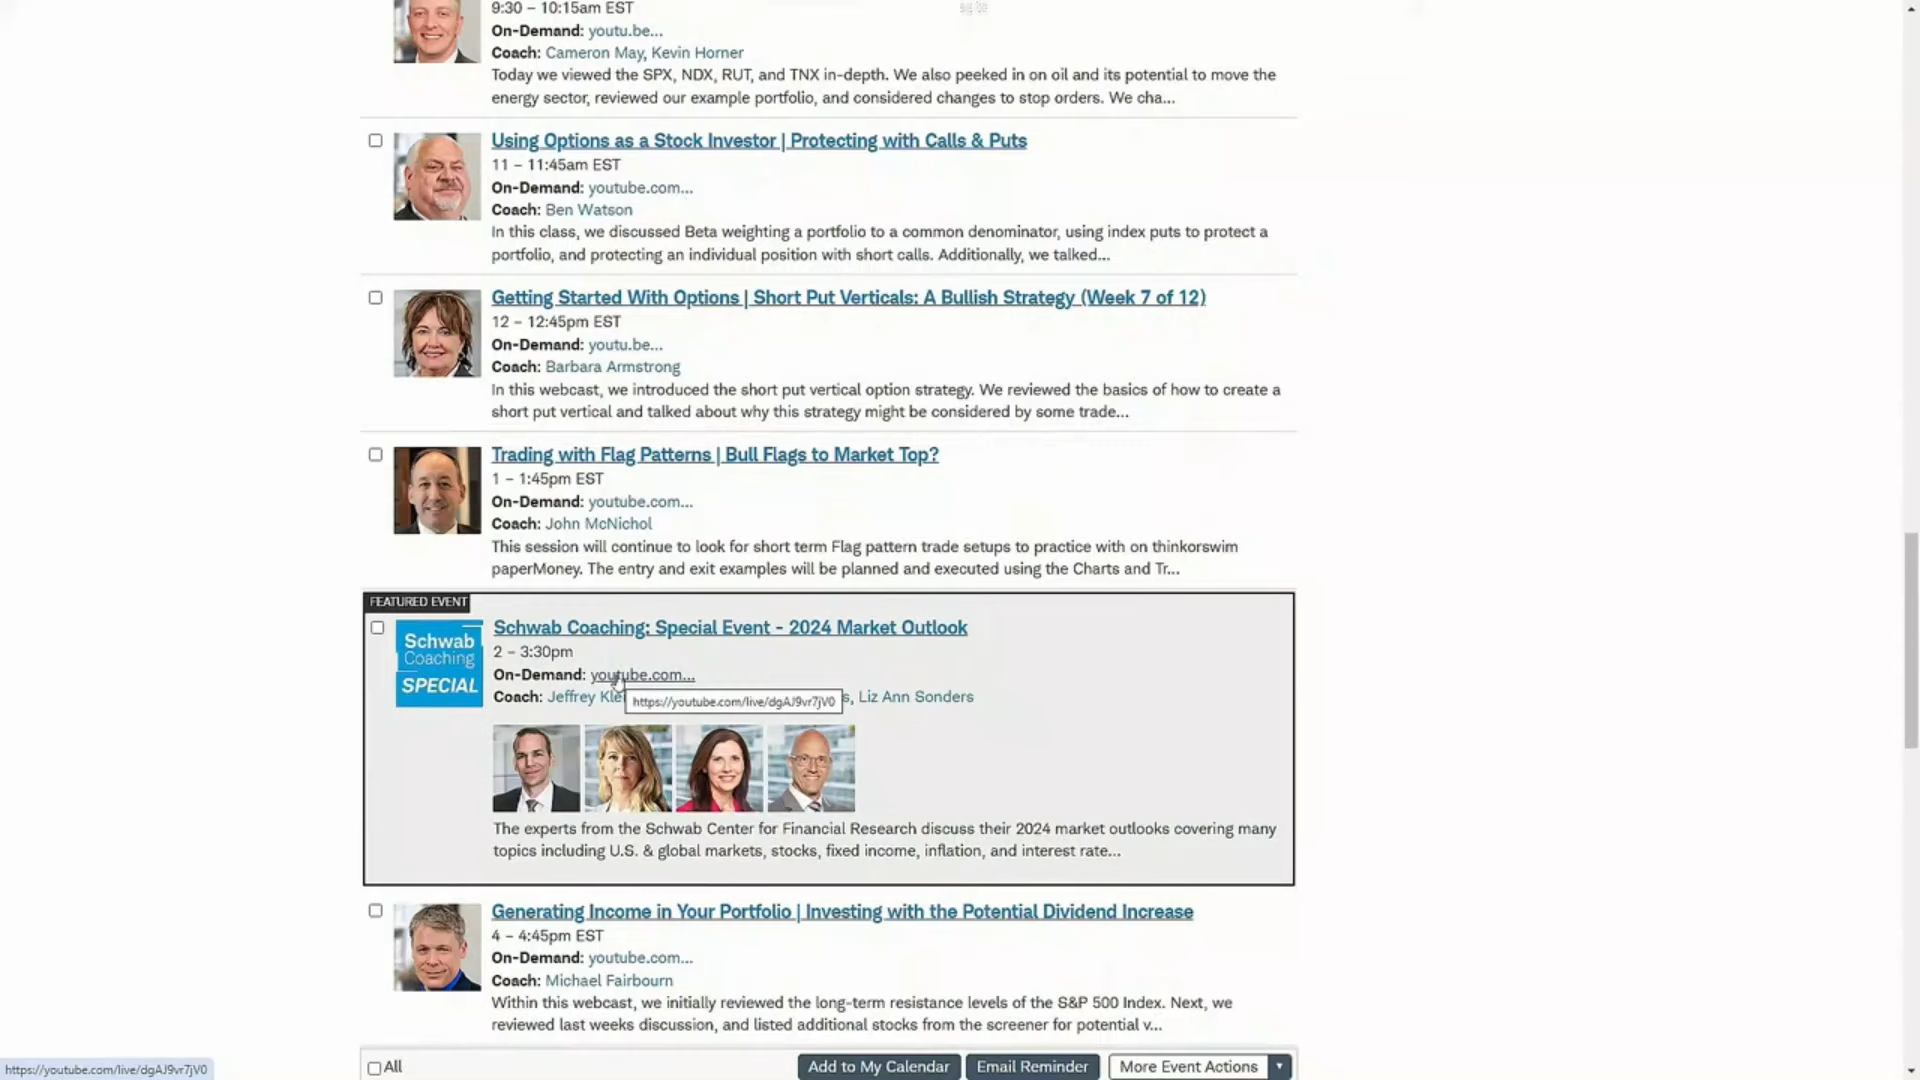 9:30 – 10:15am EST
On-Demand: youtu.be...
Coach: Cameron May, Kevin Horner
Today we viewed the SPX, NDX, RUT, and TNX in-depth. We also peeked in on oil and its potential to move the
energy sector, reviewed our example portfolio, and considered changes to stop orders. We cha...
Using Options as a Stock Investor | Protecting with Calls & Puts
11 – 11:45am EST
On-Demand: youtube.com...
Coach: Ben Watson
In this class, we discussed Beta weighting a portfolio to a common denominator, using index puts to protect a
portfolio, and protecting an individual position with short calls. Additionally, we talked...
Getting Started With Options | Short Put Verticals: A Bullish Strategy (Week 7 of 12)
12 – 12:45pm EST
On-Demand: youtu.be...
Coach: Barbara Armstrong
In this webcast, we introduced the short put vertical option strategy. We reviewed the basics of how to create a
short put vertical and talked about why this strategy might be considered by some trade...
Trading with Flag Patterns | Bull Flags to Market Top?
1 – 1:45pm EST
On-Demand: youtube.com...
Coach: John McNichol
This session will continue to look for short term Flag pattern trade setups to practice with on thinkorswim
paperMoney. The entry and exit examples will be planned and executed using the Charts and Tr...
FEATURED EVENT
Schwab
Coaching
SPECIAL
Schwab Coaching: Special Event - 2024 Market Outlook
2 – 3:30pm
On-Demand: youtube.com...
Coach: Jeffrey Kle s, Liz Ann Sonders
https://youtube.com/live/dgAJ9vr7jV0
The experts from the Schwab Center for Financial Research discuss their 2024 market outlooks covering many
topics including U.S. & global markets, stocks, fixed income, inflation, and interest rate...
Generating Income in Your Portfolio | Investing with the Potential Dividend Increase
4 – 4:45pm EST
On-Demand: youtube.com...
Coach: Michael Fairbourn
Within this webcast, we initially reviewed the long-term resistance levels of the S&P 500 Index. Next, we
reviewed last weeks discussion, and listed additional stocks from the screener for potential v...
All
Add to My Calendar
Email Reminder
More Event Actions
https://youtube.com/live/dgAJ9vr7jV0